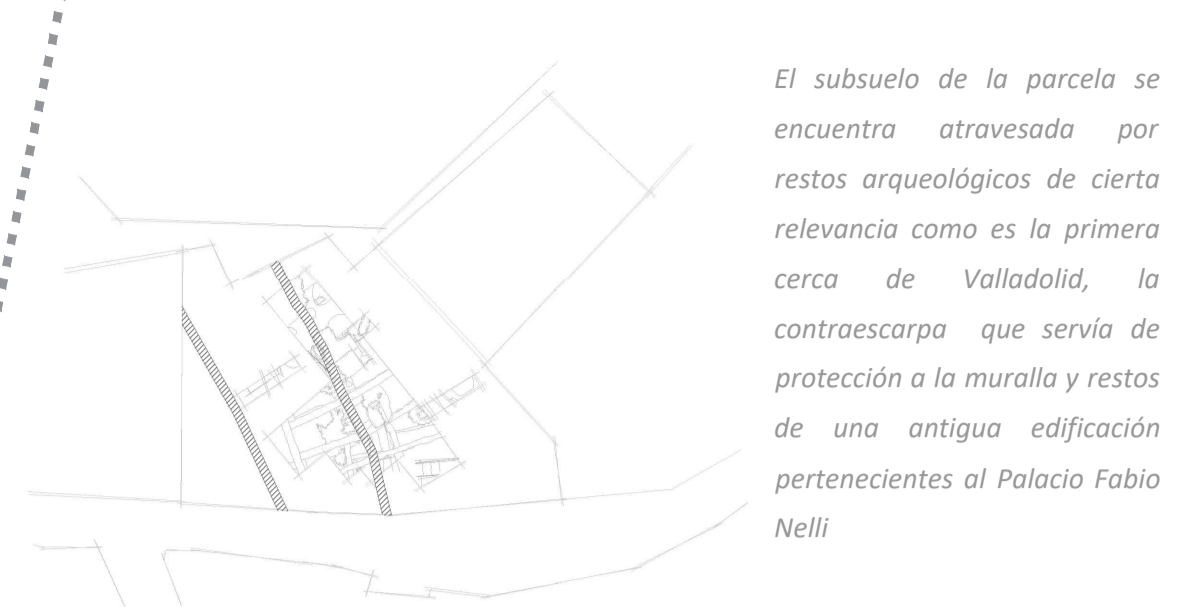 El subsuelo de la parcela se
encuentra atravesada por
restos arqueológicos de cierta
relevancia como es la primera
cerca de Valladolid, la
contraescarpa que servía de
protección a la muralla y restos
de una antigua edificación
pertenecientes al Palacio Fabio
Nelli